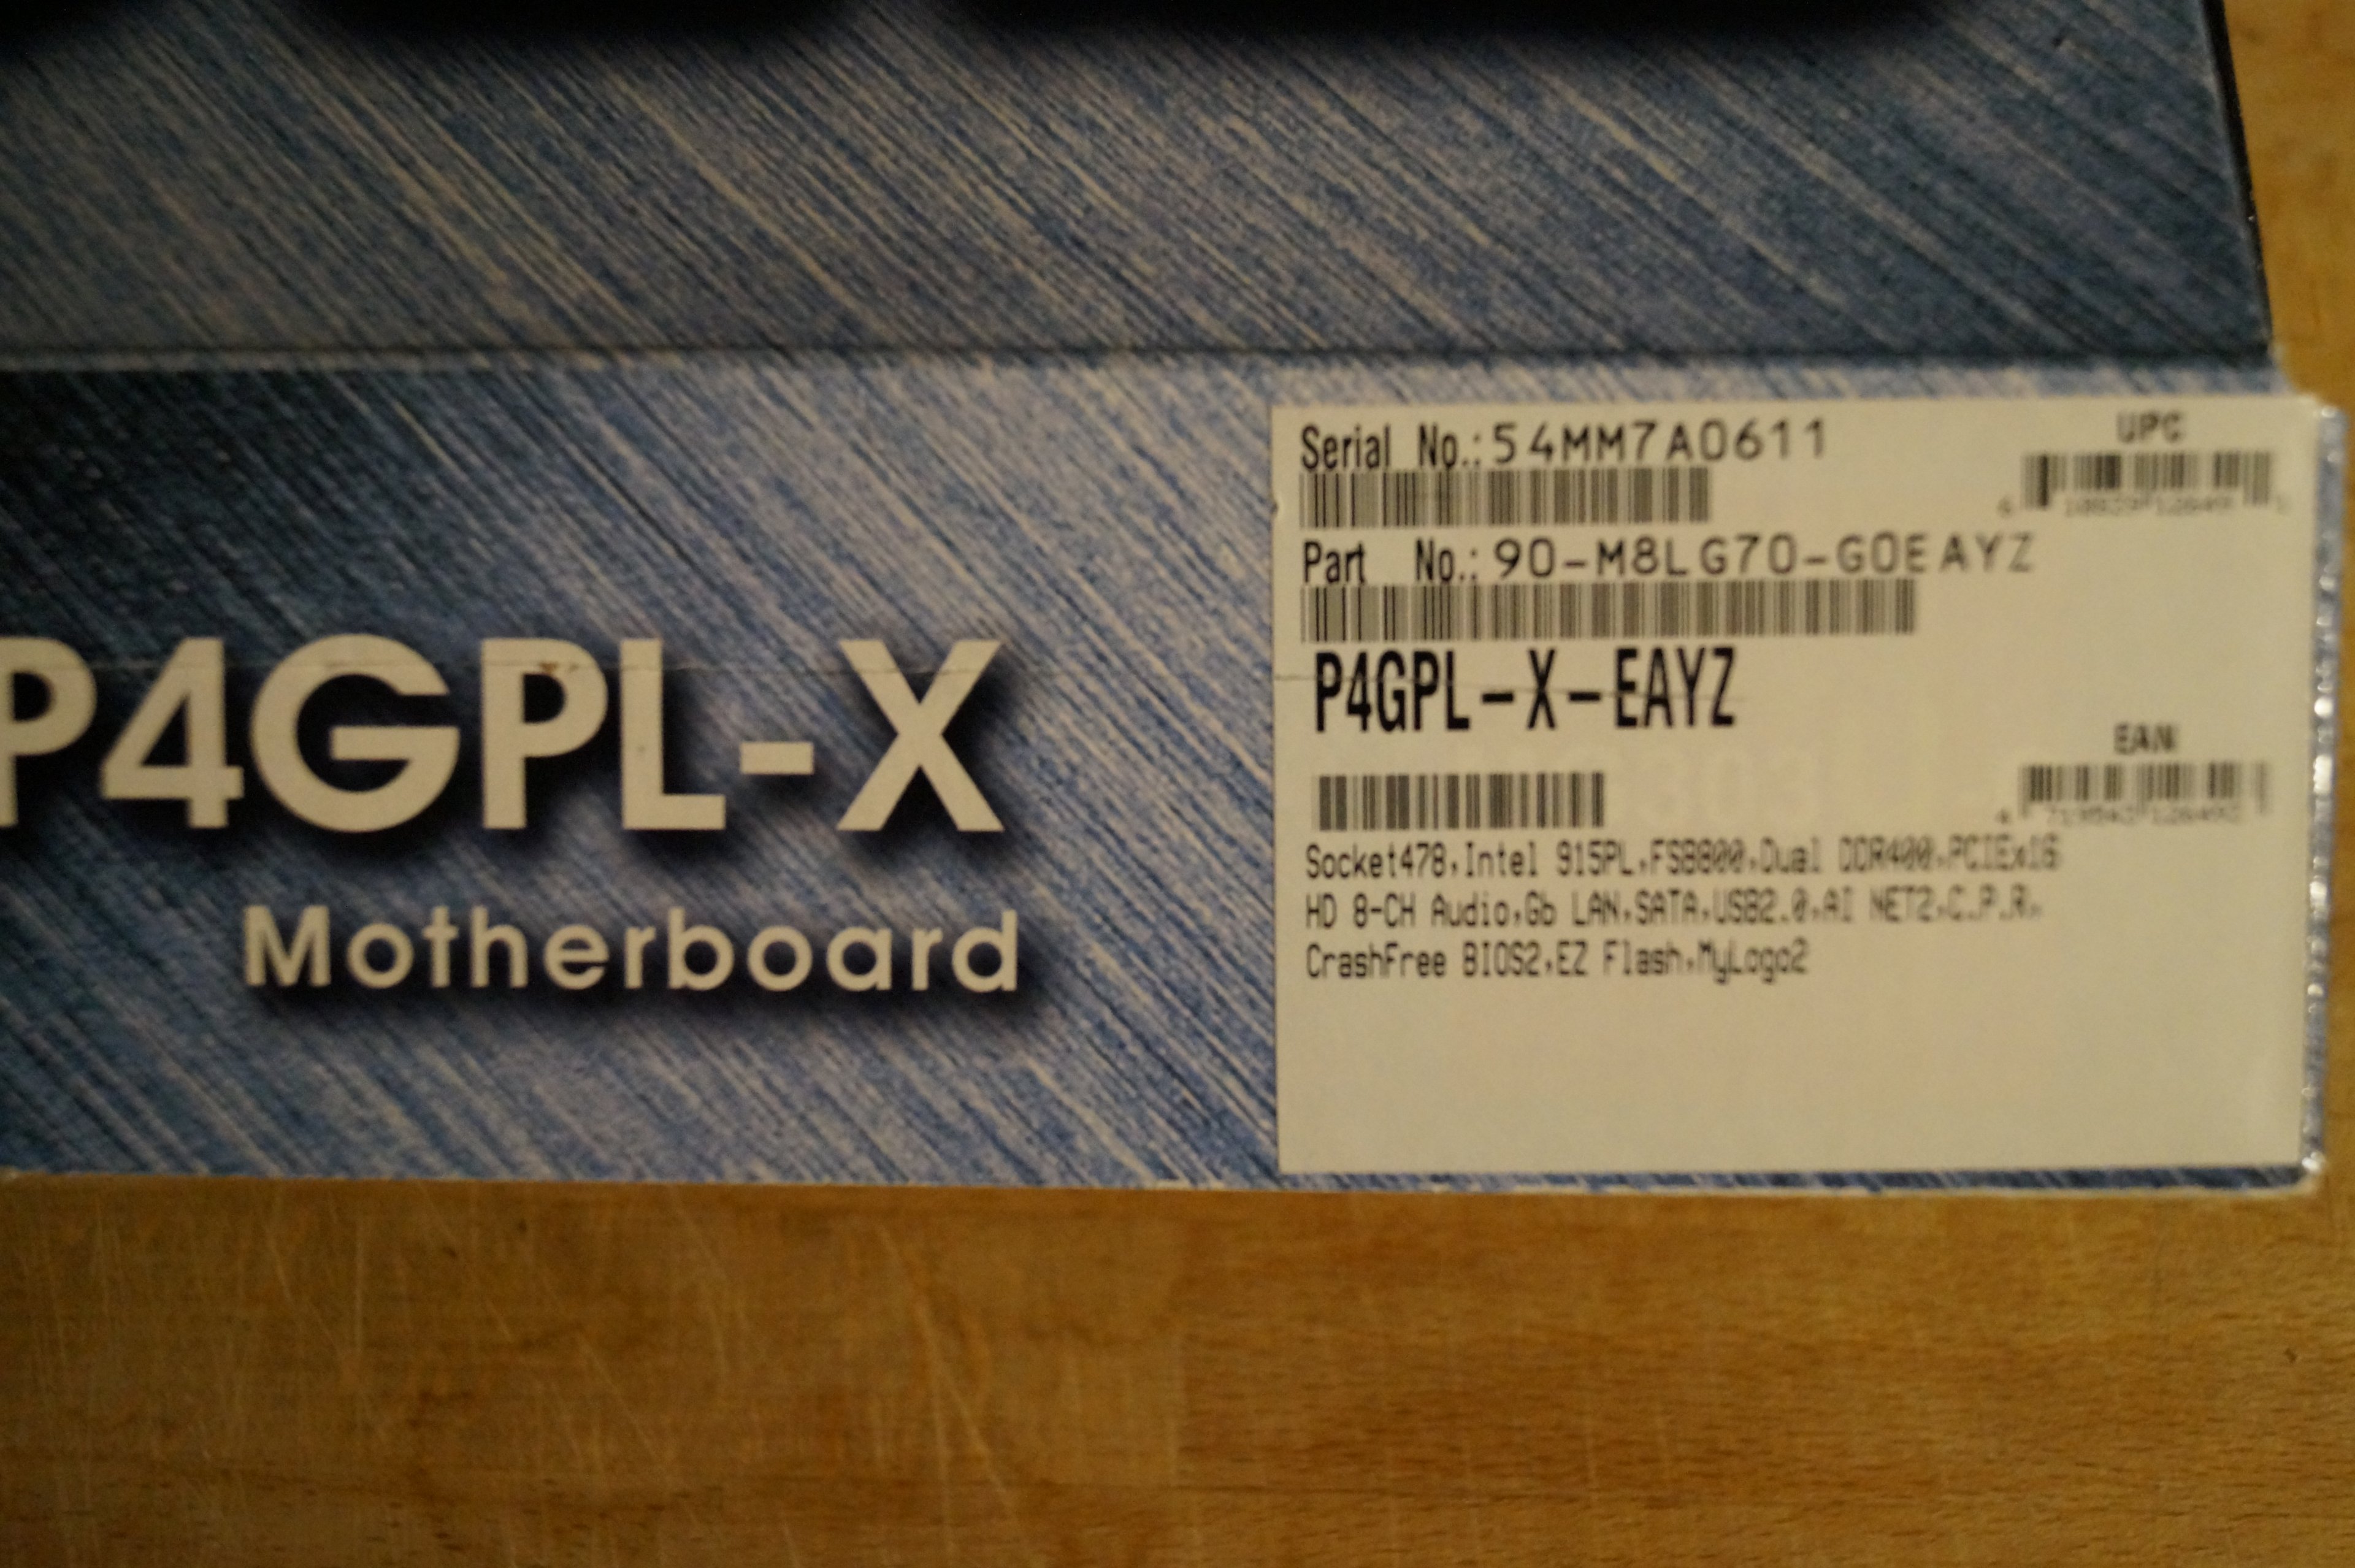 P4GPL-X
Motherboard
Serial No.:54MM7A0611
UPC
Part No.:90-M8LG70-G0EAYZ
P4GPL-X-EAYZ
EAN
Socket478,Intel 915PL,FSB800,Dual DDR400,PCIEx16
HD 8-CH Audio,Gb LAN,SATA,USB2.0,AI NET2,C.P.R,
CrashFree BIOS2,EZ Flash,MyLogo2